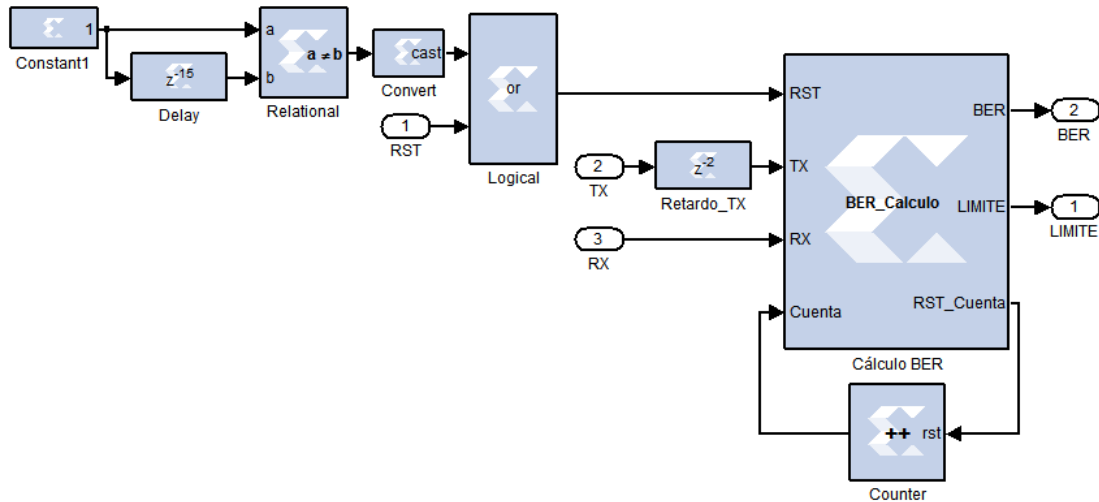 1
Constant1
z-15
Delay
a
b
a ≠ b
Relational
cast
Convert
1
RST
or
Logical
2
TX
z-2
Retardo_TX
3
RX
RST
TX
RX
Cuenta
BER_Calculo
BER
LIMITE
RST_Cuenta
Cálculo BER
2
BER
1
LIMITE
++ rst
Counter